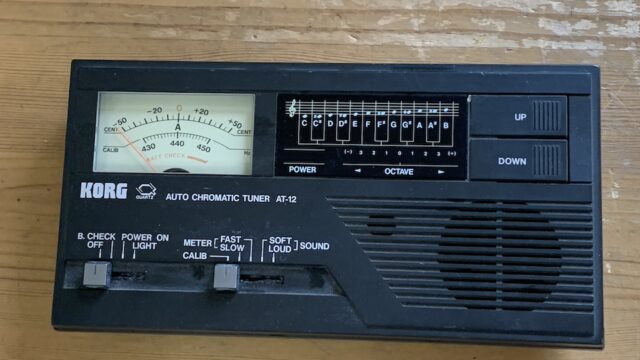 -50 -20 0 +20 +50
CENT A CENT
CALIB 430 440 450 Hz
BATT CHECK
C C# D D# E F F# G G# A A# B
(-) 3 2 1 0 1 2 3 (+)
POWER ◄ OCTAVE ►
UP
DOWN
KORG QUARTZ AUTO CHROMATIC TUNER AT-12
B. CHECK POWER ON
OFF LIGHT
METER FAST SOFT SOUND
SLOW LOUD
CALIB